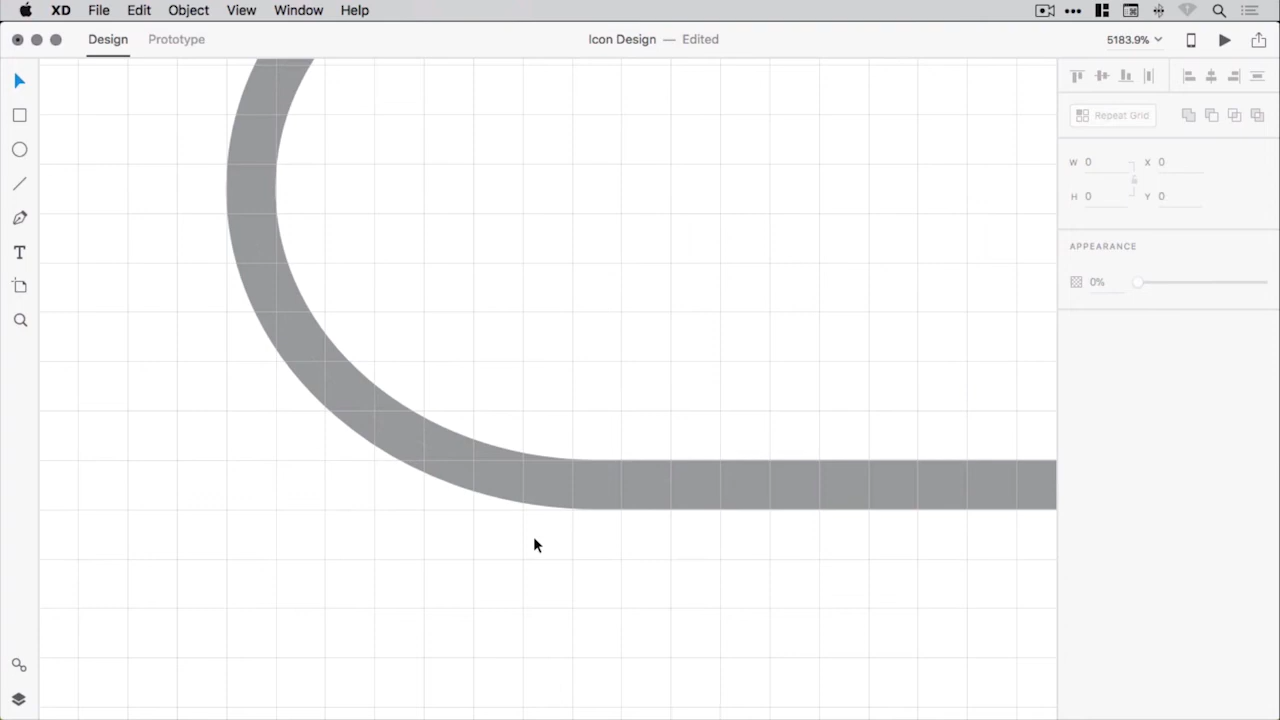 XD File Edit Object View Window Help
Design Prototype Icon Design — Edited 5183.9%
Repeat Grid
W 0 X 0
H 0 Y 0
APPEARANCE
0%
T